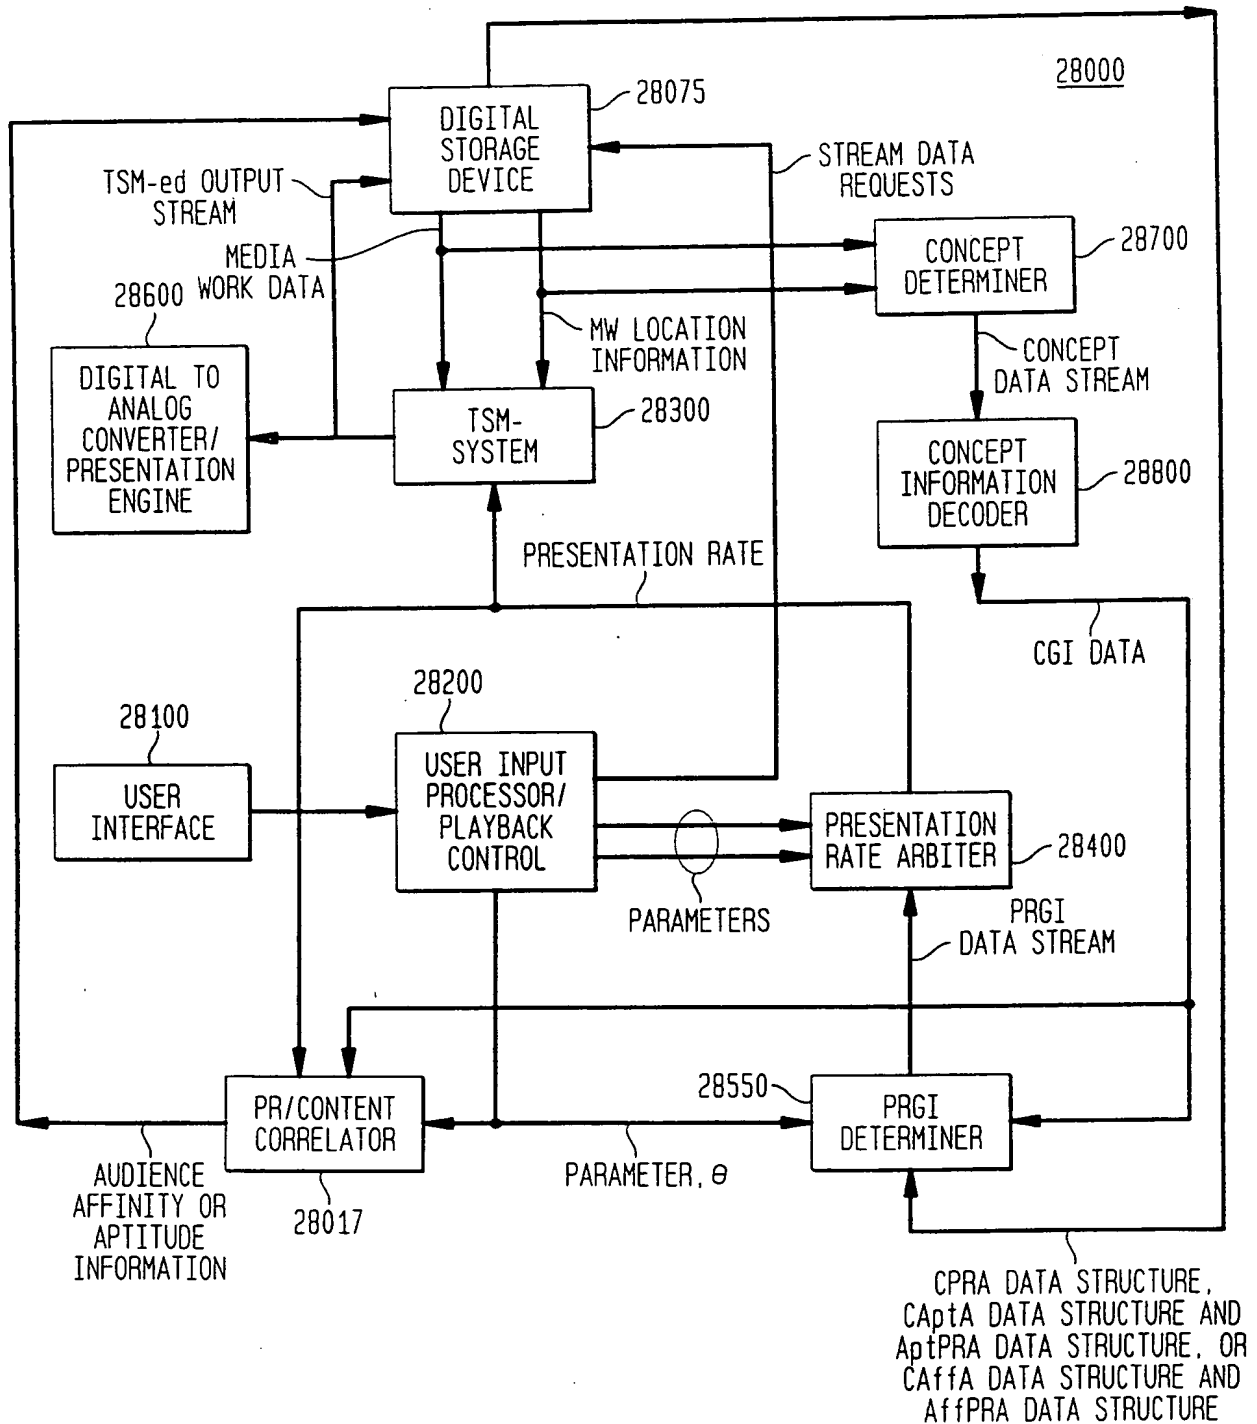 28000
28075
DIGITAL
STORAGE
DEVICE
STREAM DATA
REQUESTS
TSM-ed OUTPUT
STREAM
MEDIA
WORK DATA
28700
CONCEPT
DETERMINER
28600
MW LOCATION
INFORMATION
CONCEPT
DATA STREAM
DIGITAL TO
ANALOG
CONVERTER/
PRESENTATION
ENGINE
28300
TSM-
SYSTEM
CONCEPT
INFORMATION
DECODER
28800
PRESENTATION RATE
CGI DATA
28100
USER
INTERFACE
28200
USER INPUT
PROCESSOR/
PLAYBACK
CONTROL
PARAMETERS
PRESENTATION
RATE ARBITER
28400
PRGI
DATA STREAM
PR/CONTENT
CORRELATOR
28017
AUDIENCE
AFFINITY OR
APTITUDE
INFORMATION
PARAMETER, θ
28550
PRGI
DETERMINER
CPRA DATA STRUCTURE,
CAptA DATA STRUCTURE AND
AptPRA DATA STRUCTURE, OR
CAffA DATA STRUCTURE AND
AffPRA DATA STRUCTURE